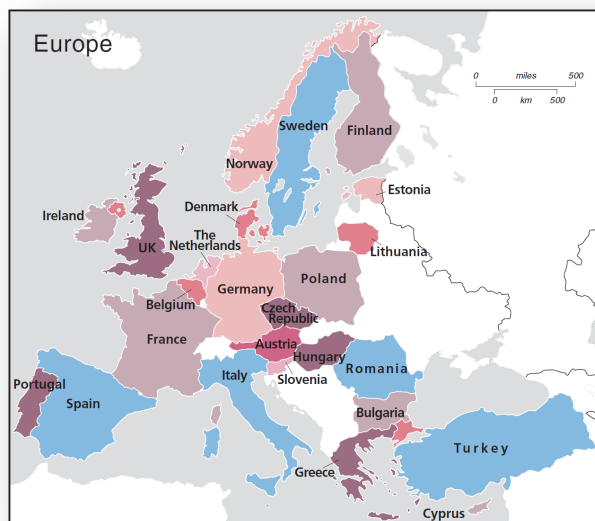 Europe
0 miles 500
0 km 500
Sweden
Finland
Norway
Estonia
Denmark
Ireland
The
Netherlands
UK
Lithuania
Poland
Germany
Belgium
Czech
Republic
France
Austria
Hungary
Slovenia
Italy
Romania
Portugal
Spain
Bulgaria
Turkey
Greece
Cyprus